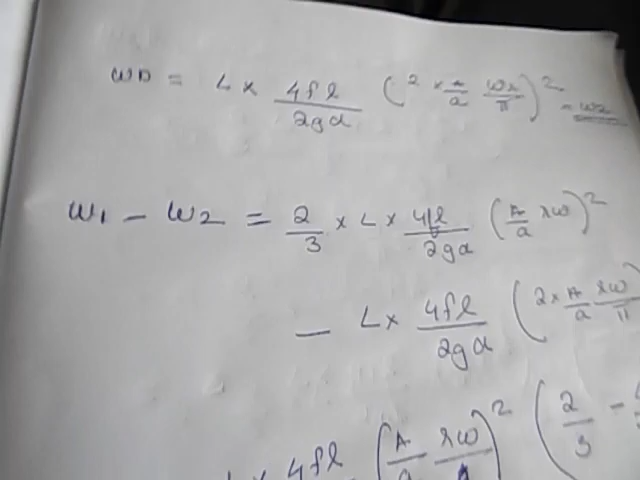 WD = L × 4fl/2gd (2 × A/a ωr/π)² = W2
W1 - W2 = 2/3 × L × 4fl/2gd (A/a rω)²
- L × 4fl/2gd (2 × A/a rω/π
× 4fl (A/a rω)² (2/3 -